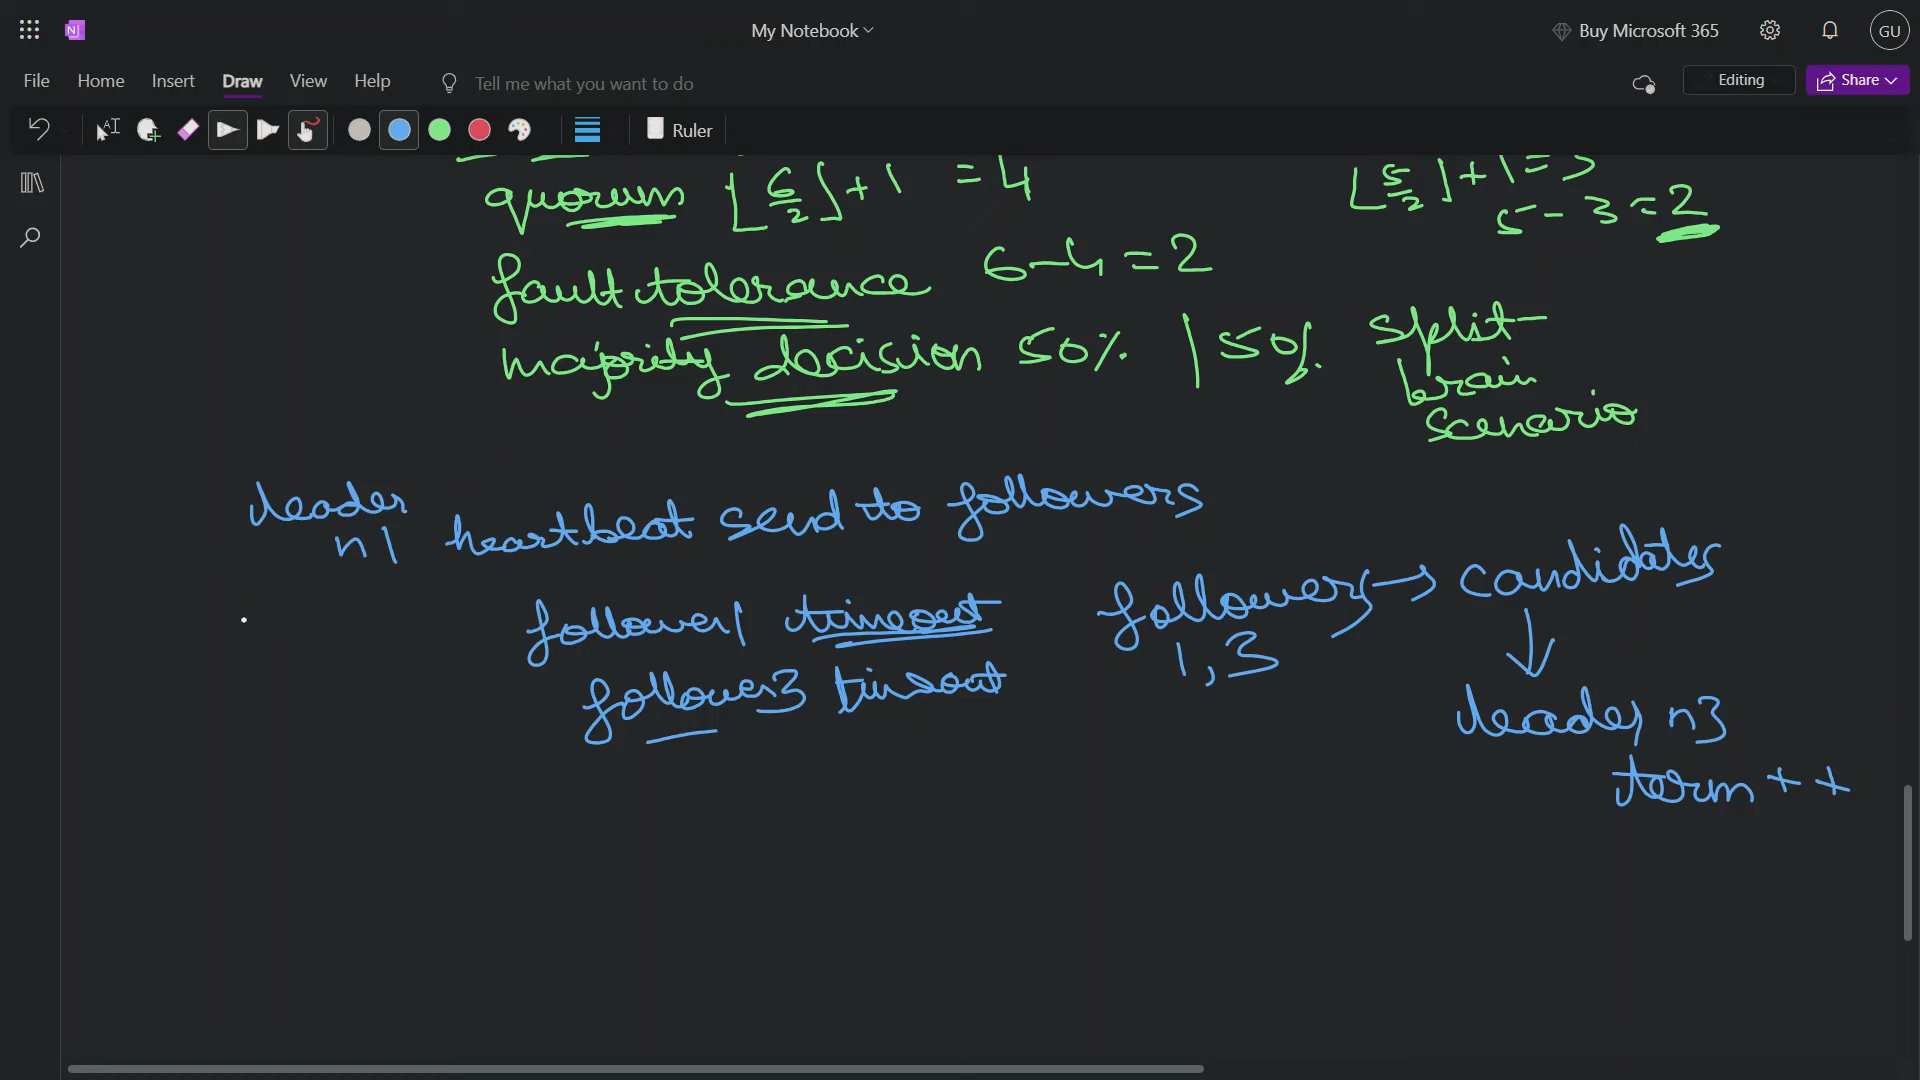 My Notebook
Buy Microsoft 365
GU
File Home Insert Draw View Help
Tell me what you want to do
Editing
Share
Ruler
quorum ⌊6/2⌋+1 = 4
⌊5/2⌋+1=3
5-3=2
fault tolerance 6-4=2
majority decision 50% | 50%
split-
brain
scenario
leader
n1
heartbeat send to followers
follower1 timeout
follower3 timeout
followers → candidates
1, 3
leader n3
term++